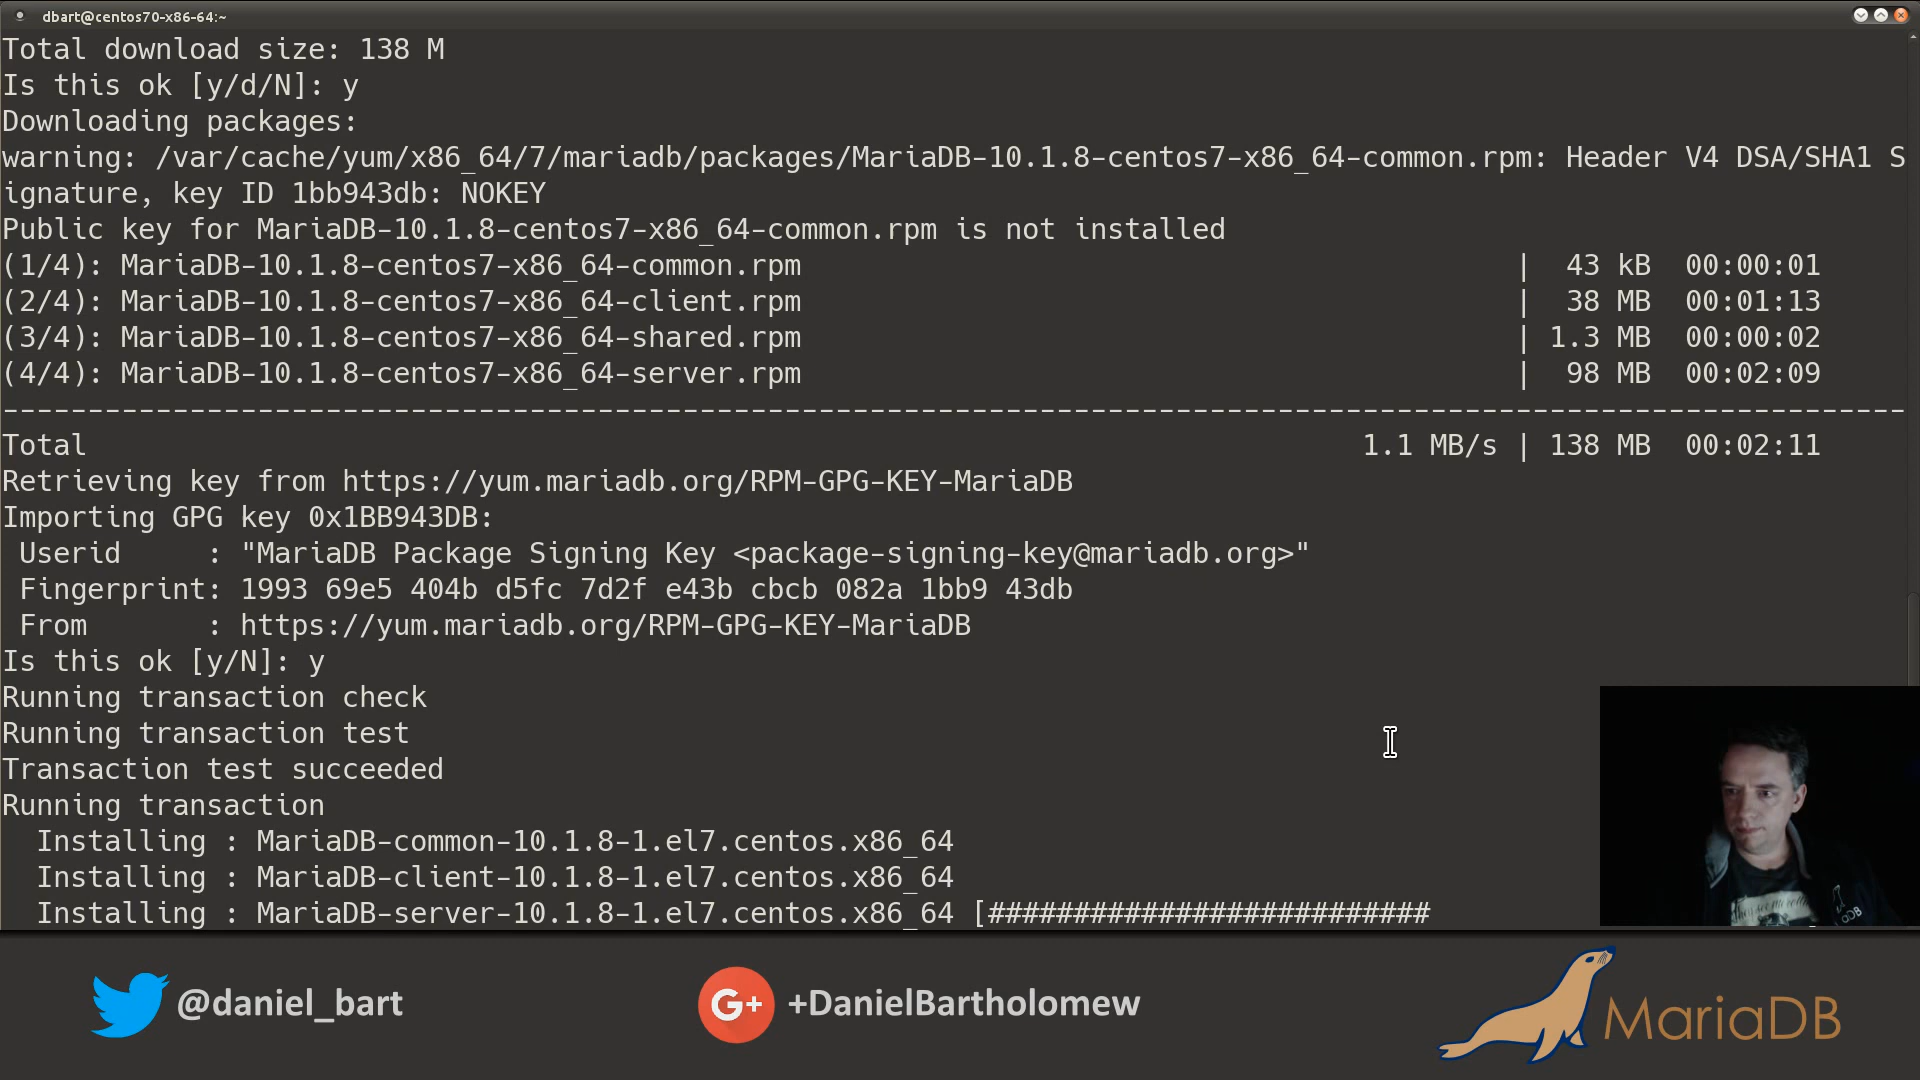 dbart@centos70-x86-64:~
Total download size: 138 M
Is this ok [y/d/N]: y
Downloading packages:
warning: /var/cache/yum/x86_64/7/mariadb/packages/MariaDB-10.1.8-centos7-x86_64-common.rpm: Header V4 DSA/SHA1 S
ignature, key ID 1bb943db: NOKEY
Public key for MariaDB-10.1.8-centos7-x86_64-common.rpm is not installed
(1/4): MariaDB-10.1.8-centos7-x86_64-common.rpm | 43 kB 00:00:01
(2/4): MariaDB-10.1.8-centos7-x86_64-client.rpm | 38 MB 00:01:13
(3/4): MariaDB-10.1.8-centos7-x86_64-shared.rpm | 1.3 MB 00:00:02
(4/4): MariaDB-10.1.8-centos7-x86_64-server.rpm | 98 MB 00:02:09
----------------------------------------------------------------------------------------------------------------
Total 1.1 MB/s | 138 MB 00:02:11
Retrieving key from https://yum.mariadb.org/RPM-GPG-KEY-MariaDB
Importing GPG key 0x1BB943DB:
Userid : "MariaDB Package Signing Key <package-signing-key@mariadb.org>"
Fingerprint: 1993 69e5 404b d5fc 7d2f e43b cbcb 082a 1bb9 43db
From : https://yum.mariadb.org/RPM-GPG-KEY-MariaDB
Is this ok [y/N]: y
Running transaction check
Running transaction test
Transaction test succeeded
Running transaction
Installing : MariaDB-common-10.1.8-1.el7.centos.x86_64
Installing : MariaDB-client-10.1.8-1.el7.centos.x86_64
Installing : MariaDB-server-10.1.8-1.el7.centos.x86_64 [##########################
@daniel_bart
G+ +DanielBartholomew
MariaDB